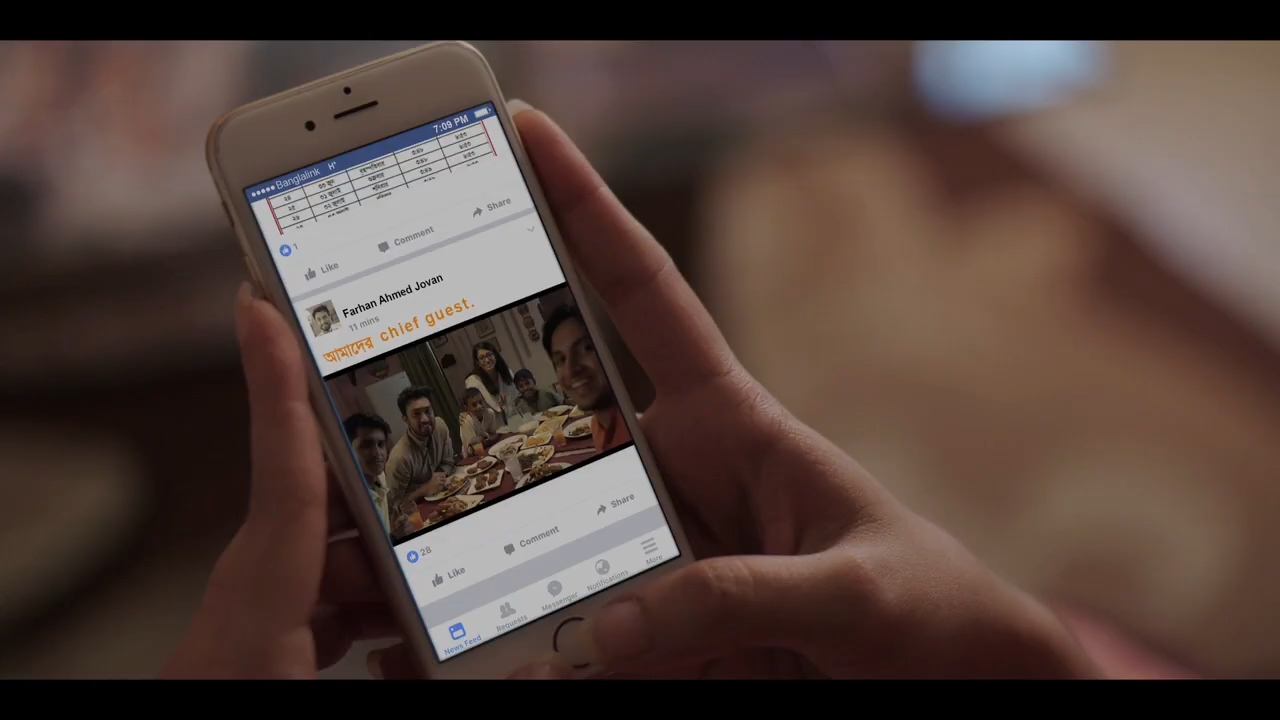 Banglalink H+ 7:09 PM
1
Like Comment Share
Farhan Ahmed Jovan
11 mins
আমাদের chief guest.
28
Like Comment Share
News Feed Requests Messenger Notifications More